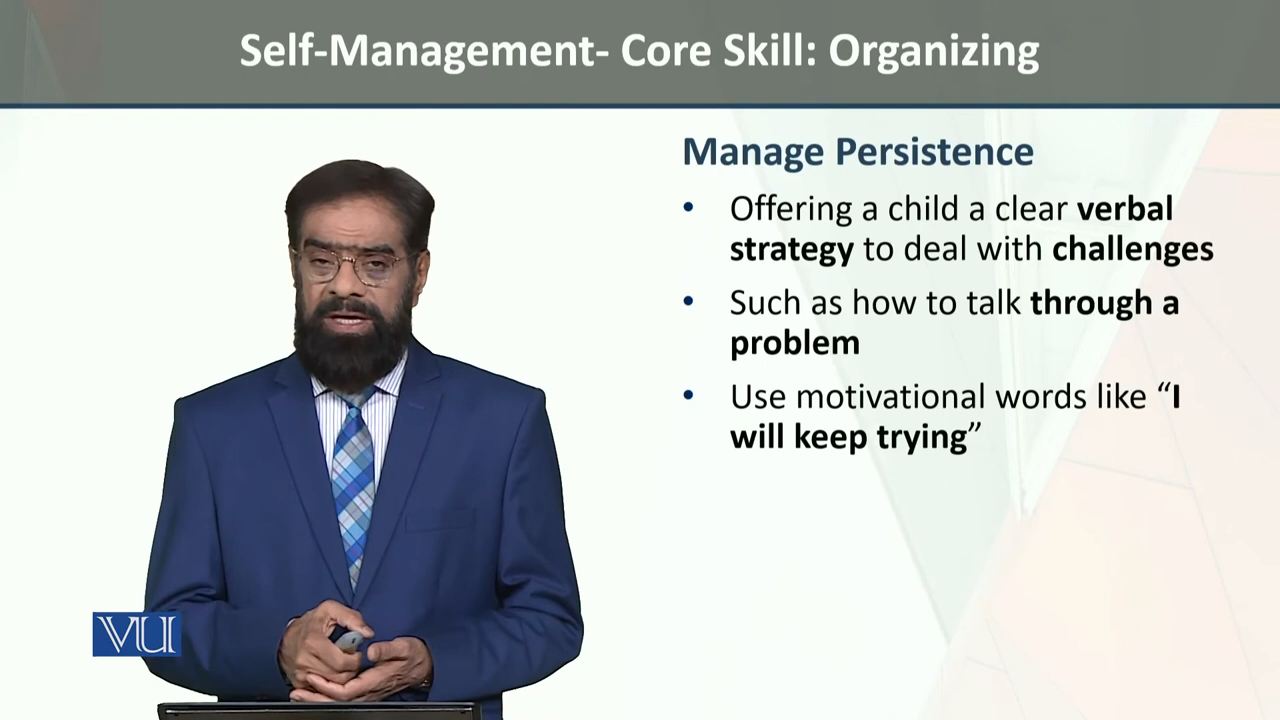 Self-Management- Core Skill: Organizing
Manage Persistence
• Offering a child a clear verbal
strategy to deal with challenges
• Such as how to talk through a
problem
• Use motivational words like “I
will keep trying”
VU